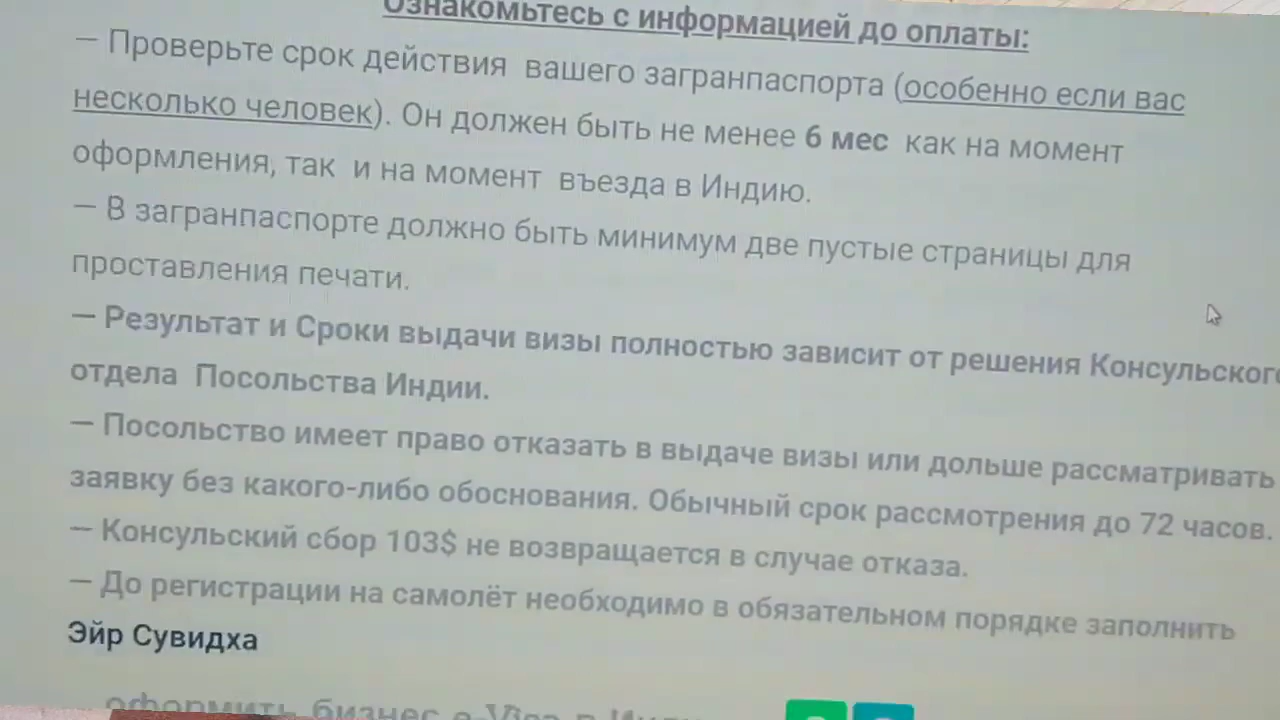 Ознакомьтесь с информацией до оплаты:
— Проверьте срок действия вашего загранпаспорта (особенно если вас
несколько человек). Он должен быть не менее 6 мес как на момент
оформления, так и на момент въезда в Индию.
— В загранпаспорте должно быть минимум две пустые страницы для
проставления печати.
— Результат и Сроки выдачи визы полностью зависит от решения Консульского
отдела Посольства Индии.
— Посольство имеет право отказать в выдаче визы или дольше рассматривать
заявку без какого-либо обоснования. Обычный срок рассмотрения до 72 часов.
— Консульский сбор 103$ не возвращается в случае отказа.
— До регистрации на самолёт необходимо в обязательном порядке заполнить
Эйр Сувидха
оформить бизнес e-Visa в